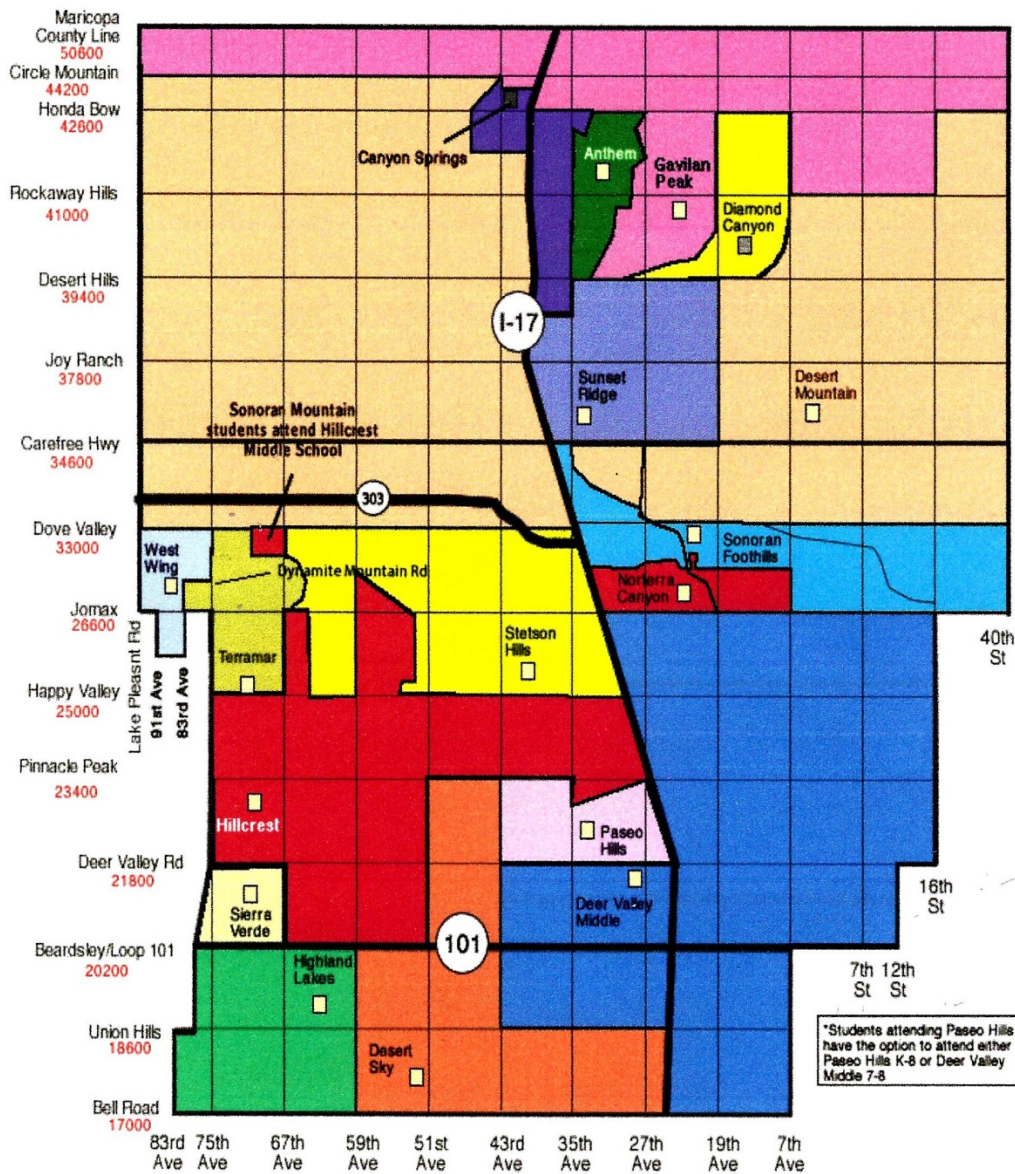 Maricopa
County Line
50600
Circle Mountain
44200
Honda Bow
42600
Canyon Springs
Anthem
Gavilan
Peak
Rockaway Hills
41000
Diamond
Canyon
Desert Hills
39400
I-17
Joy Ranch
37800
Sunset
Ridge
Desert
Mountain
Sonoran Mountain
students attend Hillcrest
Middle School
Carefree Hwy
34600
303
Dove Valley
33000
West
Wing
Dynamite Mountain Rd
Sonoran
Foothills
Norterra
Canyon
Jomax
26600
40th
St
Lake Pleasnt Rd
91st Ave
83rd Ave
Terramar
Stetson
Hills
Happy Valley
25000
Pinnacle Peak
23400
Hillcrest
Paseo
Hills
Deer Valley Rd
21800
16th
St
Sierra
Verde
Deer Valley
Middle
Beardsley/Loop 101
20200
101
Highland
Lakes
7th
St
12th
St
Union Hills
18600
Desert
Sky
*Students attending Paseo Hills
have the option to attend either
Paseo Hills K-8 or Deer Valley
Middle 7-8
Bell Road
17000
83rd
Ave
75th
Ave
67th
Ave
59th
Ave
51st
Ave
43rd
Ave
35th
Ave
27th
Ave
19th
Ave
7th
Ave